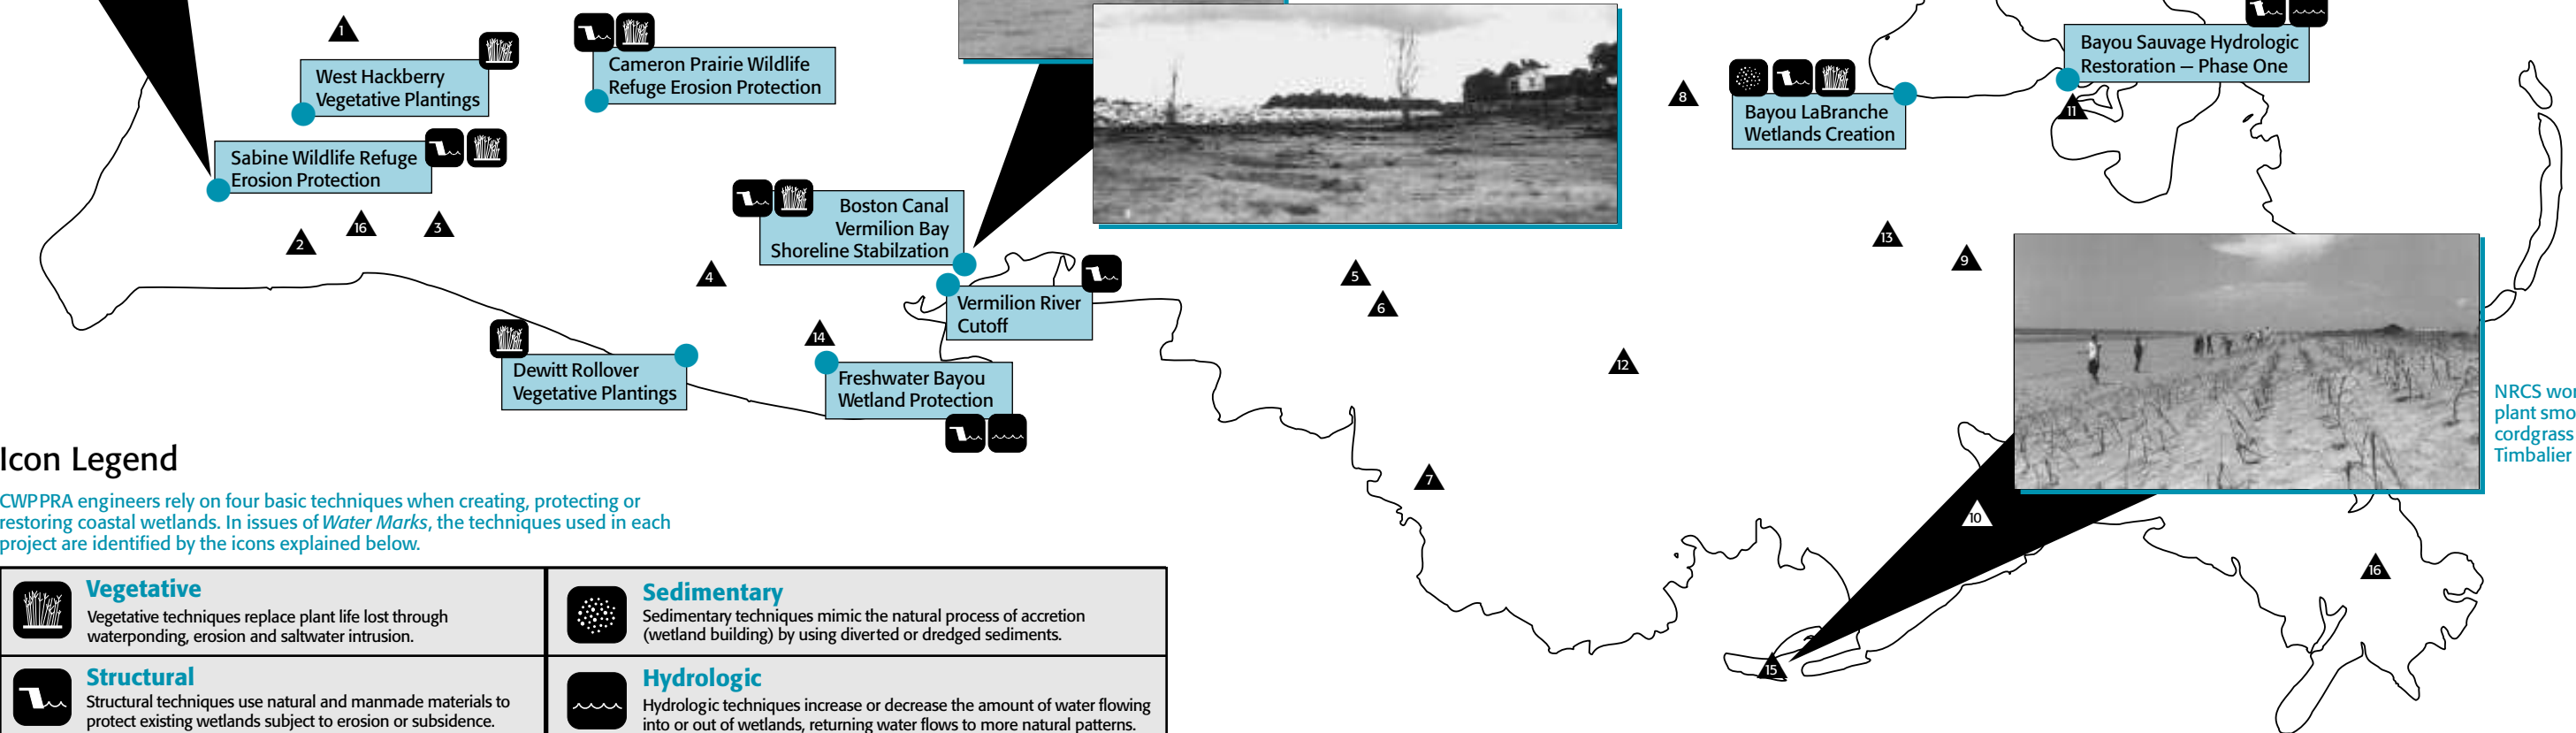 1
West Hackberry
Vegetative Plantings
Cameron Prairie Wildlife
Refuge Erosion Protection
Sabine Wildlife Refuge
Erosion Protection
2
16
3
4
Boston Canal
Vermilion Bay
Shoreline Stabilzation
Vermilion River
Cutoff
14
Dewitt Rollover
Vegetative Plantings
Freshwater Bayou
Wetland Protection
5
6
7
8
Bayou LaBranche
Wetlands Creation
Bayou Sauvage Hydrologic
Restoration – Phase One
11
13
9
12
10
15
16
NRCS wor
plant smo
cordgrass
Timbalier
Icon Legend
CWPPRA engineers rely on four basic techniques when creating, protecting or
restoring coastal wetlands. In issues of Water Marks, the techniques used in each
project are identified by the icons explained below.
Vegetative
Vegetative techniques replace plant life lost through
waterponding, erosion and saltwater intrusion.
Sedimentary
Sedimentary techniques mimic the natural process of accretion
(wetland building) by using diverted or dredged sediments.
Structural
Structural techniques use natural and manmade materials to
protect existing wetlands subject to erosion or subsidence.
Hydrologic
Hydrologic techniques increase or decrease the amount of water flowing
into or out of wetlands, returning water flows to more natural patterns.